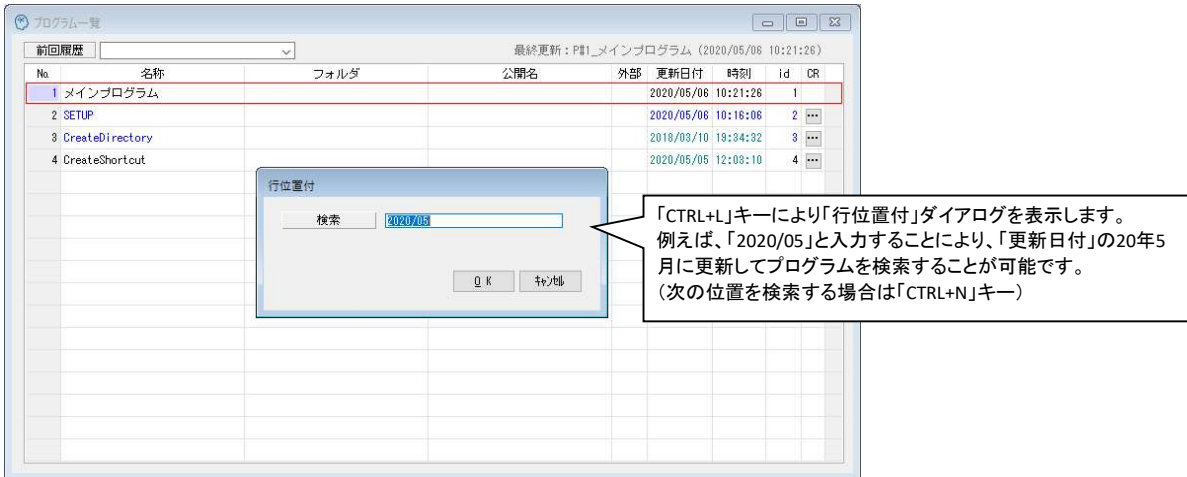 プログラム一覧
前回履歴 最終更新：P#1_メインプログラム (2020/05/06 10:21:26)
No. 名称 フォルダ 公開名 外部 更新日付 時刻 id CR
1 メインプログラム 2020/05/06 10:21:26 1
2 SETUP 2020/05/06 10:16:06 2 ...
3 CreateDirectory 2018/03/10 19:34:32 3 ...
4 CreateShortcut 2020/05/05 12:03:10 4 ...
行位置付
検索 2020/05
OK キャンセル
「CTRL+L」キーにより「行位置付」ダイアログを表示します。
例えば、「2020/05」と入力することにより、「更新日付」の20年5
月に更新してプログラムを検索することが可能です。
（次の位置を検索する場合は「CTRL+N」キー）